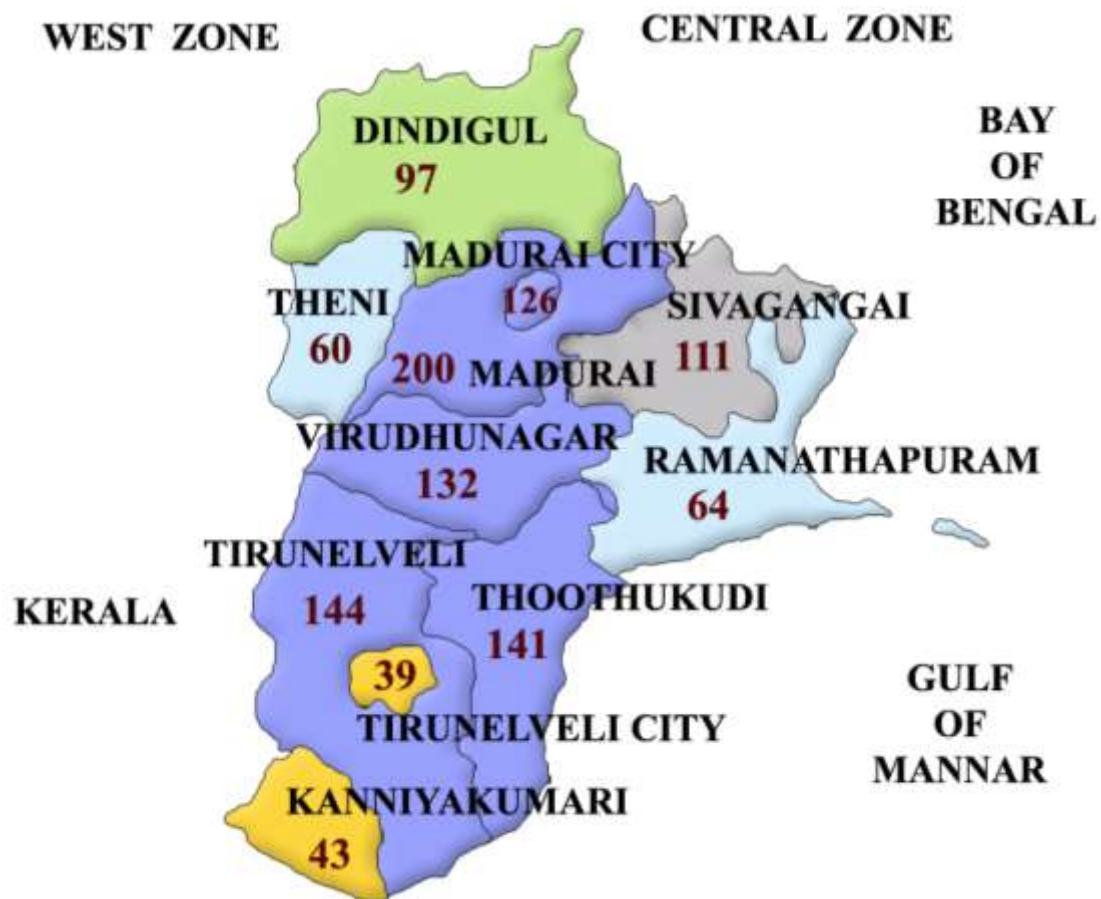 WEST ZONE
CENTRAL ZONE
DINDIGUL
97
BAY
OF
BENGAL
MADURAI CITY
126
THENI
60
SIVAGANGAI
111
200
MADURAI
VIRUDHUNAGAR
132
RAMANATHAPURAM
64
TIRUNELVELI
144
THOOTHUKUDI
141
KERALA
39
TIRUNELVELI CITY
GULF
OF
MANNAR
KANNIYAKUMARI
43